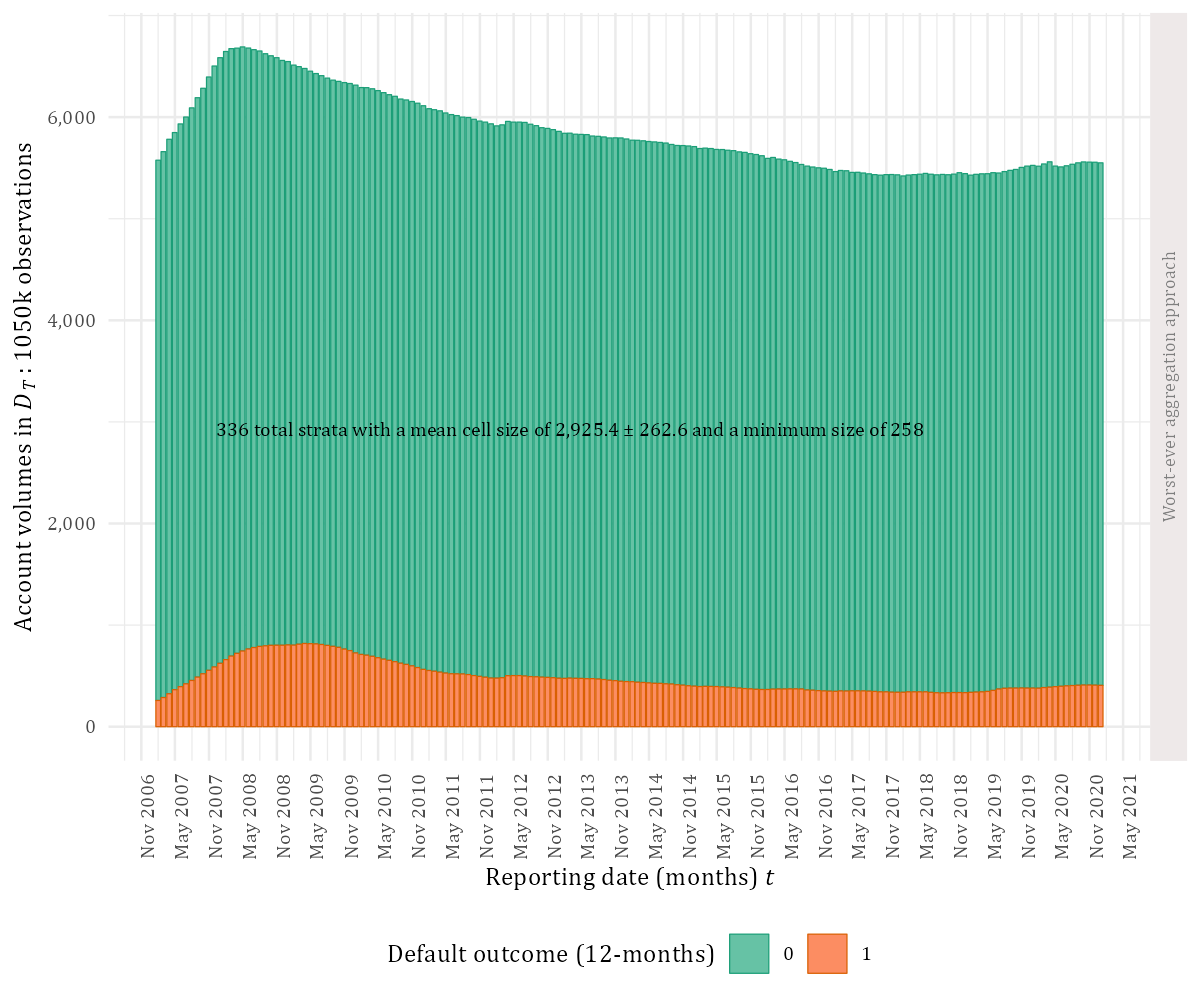 Account volumes in D_T : 1050k observations
6,000
4,000
2,000
0
336 total strata with a mean cell size of 2,925.4 ± 262.6 and a minimum size of 258
Worst-ever aggregation approach
Nov 2006
May 2007
Nov 2007
May 2008
Nov 2008
May 2009
Nov 2009
May 2010
Nov 2010
May 2011
Nov 2011
May 2012
Nov 2012
May 2013
Nov 2013
May 2014
Nov 2014
May 2015
Nov 2015
May 2016
Nov 2016
May 2017
Nov 2017
May 2018
Nov 2018
May 2019
Nov 2019
May 2020
Nov 2020
May 2021
Reporting date (months) t
Default outcome (12-months) 0 1